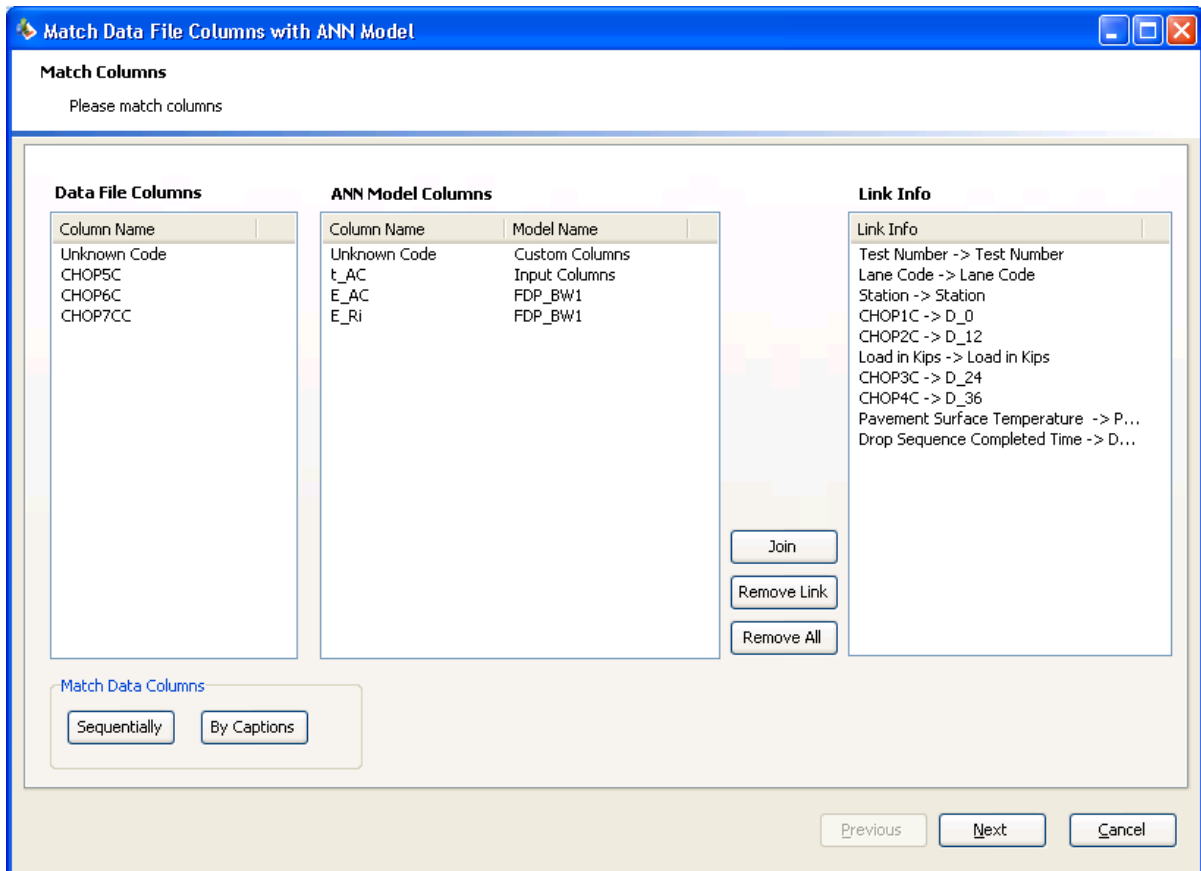 Match Data File Columns with ANN Model
Match Columns
Please match columns
Data File Columns
Column Name
Unknown Code
CHOP5C
CHOP6C
CHOP7CC
ANN Model Columns
Column Name Model Name
Unknown Code Custom Columns
t_AC Input Columns
E_AC FDP_BW1
E_Ri FDP_BW1
Join
Remove Link
Remove All
Link Info
Link Info
Test Number -> Test Number
Lane Code -> Lane Code
Station -> Station
CHOP1C -> D_0
CHOP2C -> D_12
Load in Kips -> Load in Kips
CHOP3C -> D_24
CHOP4C -> D_36
Pavement Surface Temperature -> P...
Drop Sequence Completed Time -> D...
Match Data Columns
Sequentially By Captions
Previous Next Cancel